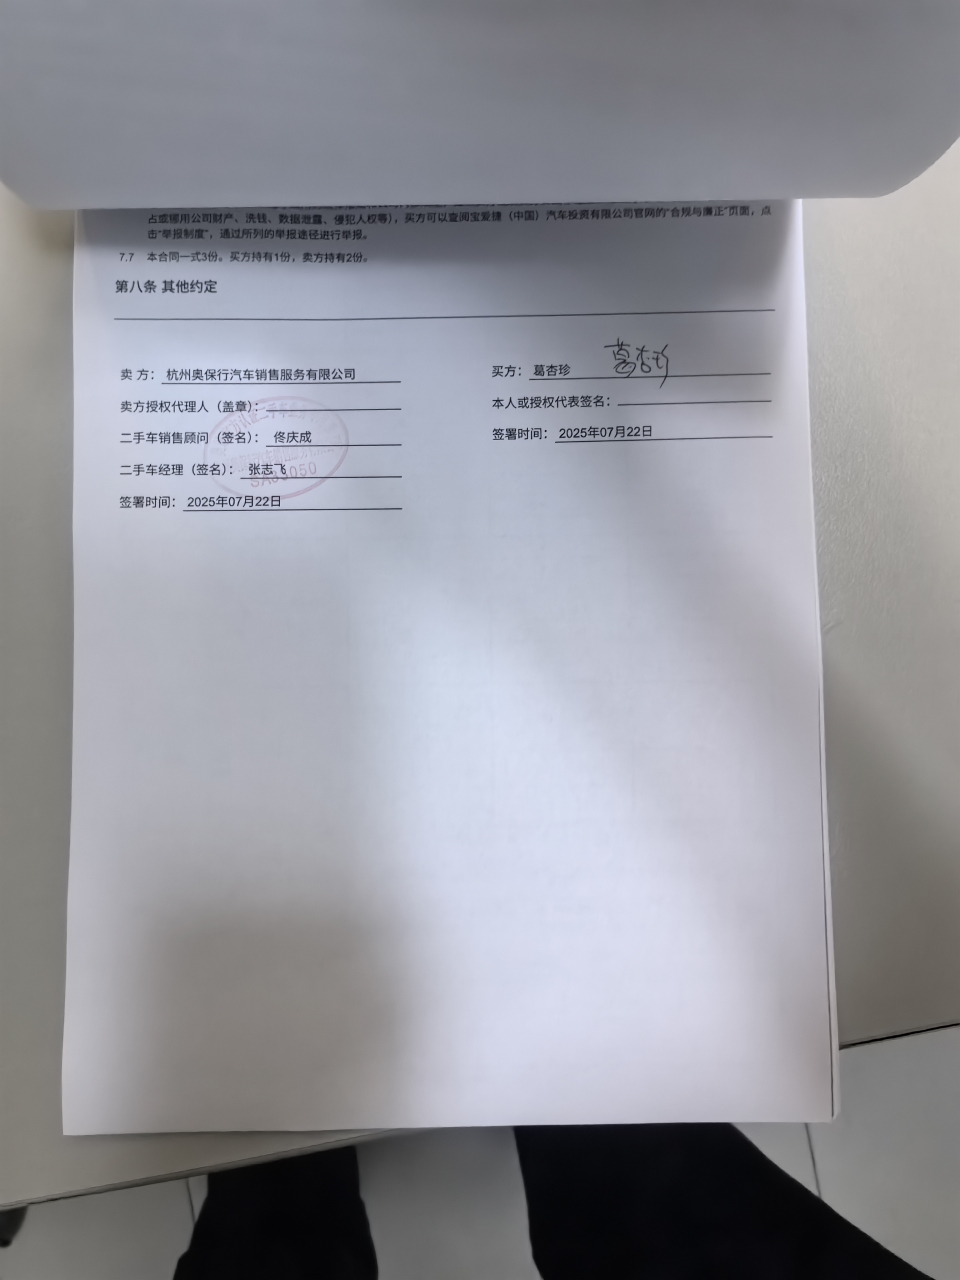 占或挪用公司财产、洗钱、数据泄露、侵犯人权等），买方可以查阅宝爱捷（中国）汽车投资有限公司官网的“合规与廉正”页面，点
击“举报制度”，通过所列的举报途径进行举报。
7.7 本合同一式3份。买方持有1份，卖方持有2份。
第八条 其他约定
卖 方： 杭州奥保行汽车销售服务有限公司
卖方授权代理人（盖章）：
二手车销售顾问（签名）： 佟庆成
二手车经理（签名）： 张志飞
签署时间： 2025年07月22日
SA33050
买方： 葛杏珍 葛杏珍
本人或授权代表签名：
签署时间： 2025年07月22日